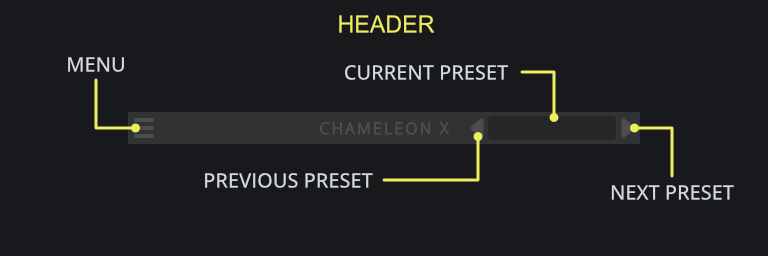 HEADER
MENU
CURRENT PRESET
CHAMELEON X
PREVIOUS PRESET
NEXT PRESET